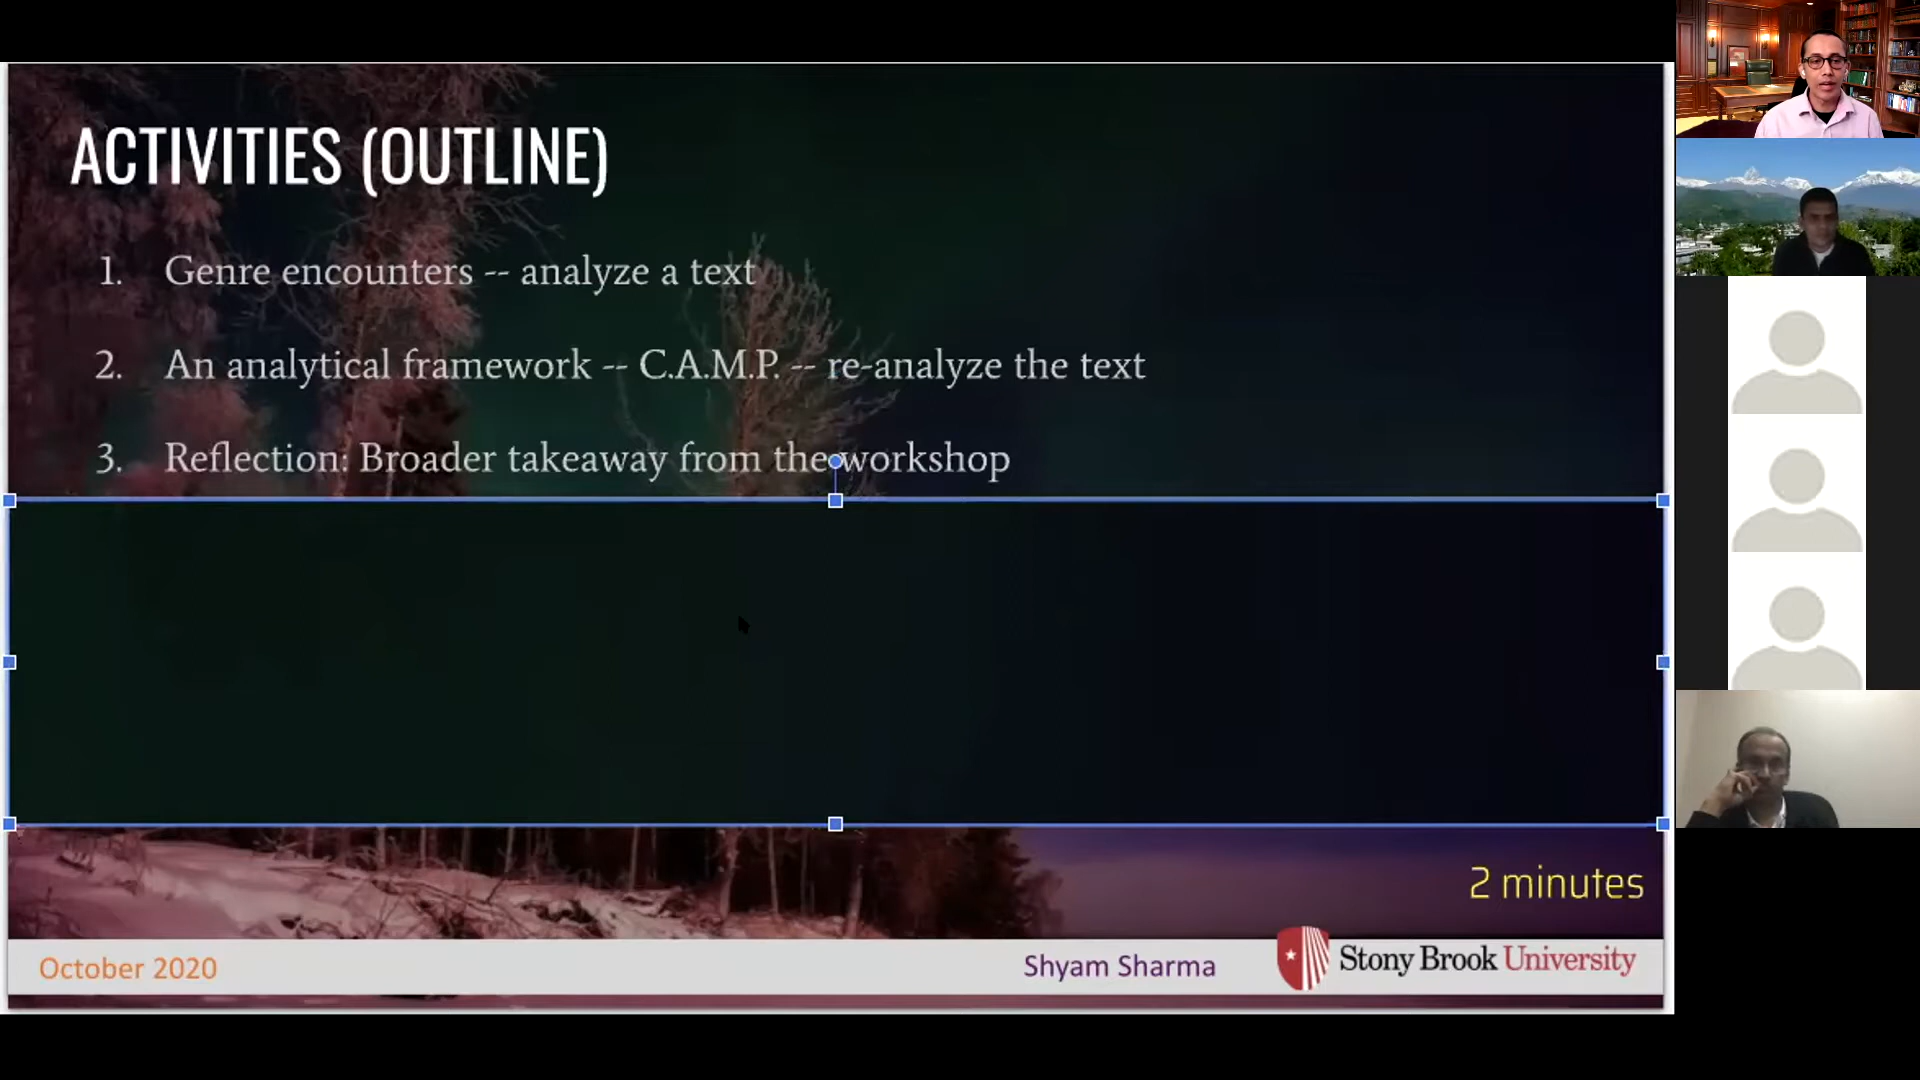 ACTIVITIES (OUTLINE)
1. Genre encounters -- analyze a text
2. An analytical framework -- C.A.M.P. -- re-analyze the text
3. Reflection: Broader takeaway from the workshop
2 minutes
October 2020
Shyam Sharma
Stony Brook University